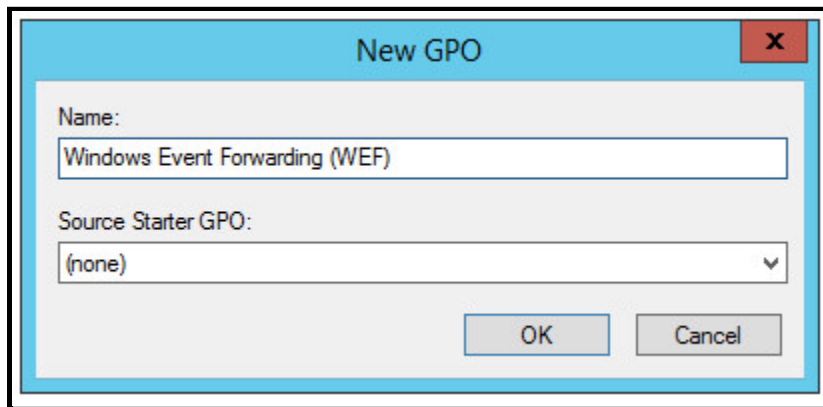 New GPO
x
Name:
Windows Event Forwarding (WEF)
Source Starter GPO:
(none)
OK Cancel